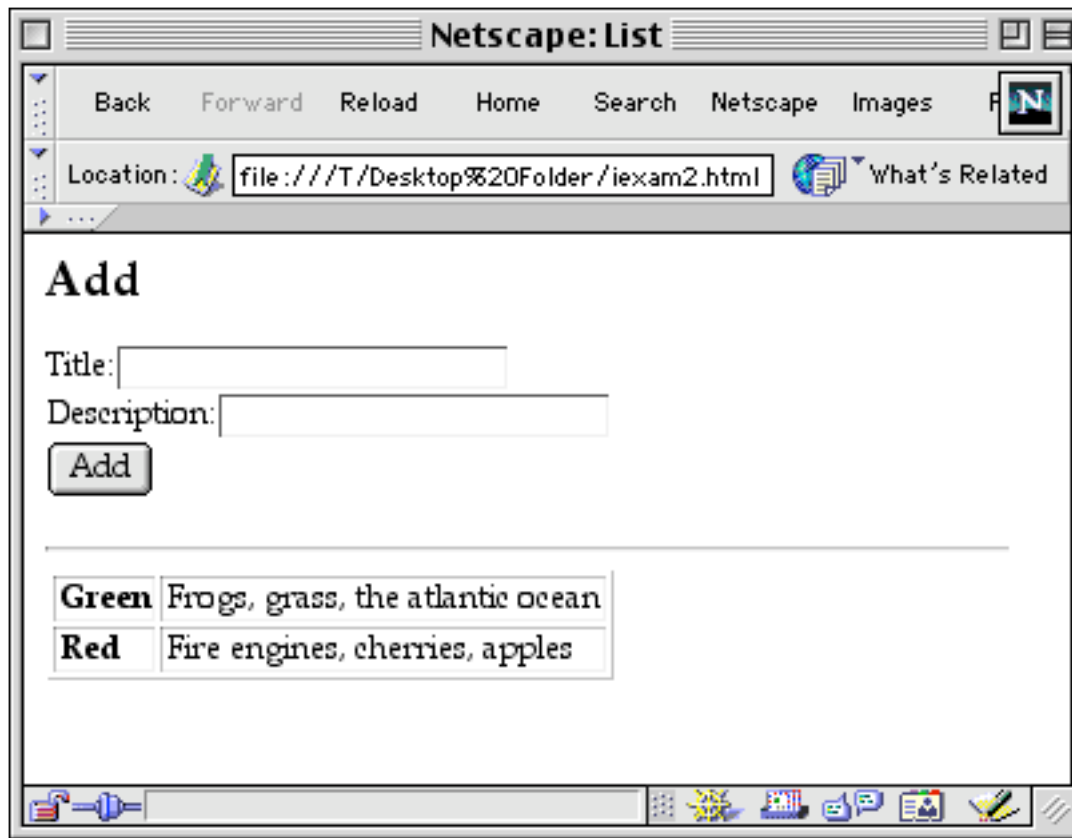 Netscape: List
Back Forward Reload Home Search Netscape Images
N
Location: file:///T/Desktop%20Folder/iexam2.html What's Related
Add
Title:
Description:
Add
Green Frogs, grass, the atlantic ocean
Red Fire engines, cherries, apples